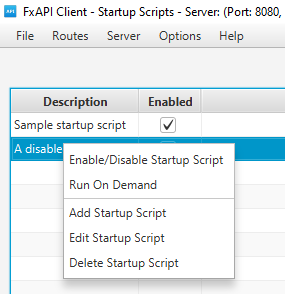 API FxAPI Client - Startup Scripts - Server: (Port: 8080,
File Routes Server Options Help
Description Enabled
Sample startup script
A disable
Enable/Disable Startup Script
Run On Demand
Add Startup Script
Edit Startup Script
Delete Startup Script